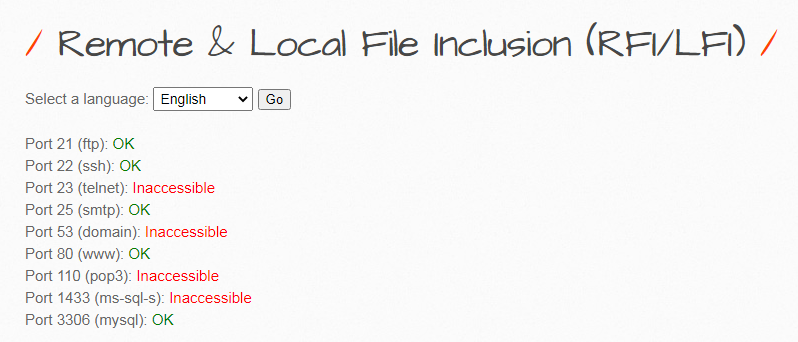 / Remote & Local File Inclusion (RFI/LFI) /
Select a language: English Go
Port 21 (ftp): OK
Port 22 (ssh): OK
Port 23 (telnet): Inaccessible
Port 25 (smtp): OK
Port 53 (domain): Inaccessible
Port 80 (www): OK
Port 110 (pop3): Inaccessible
Port 1433 (ms-sql-s): Inaccessible
Port 3306 (mysql): OK